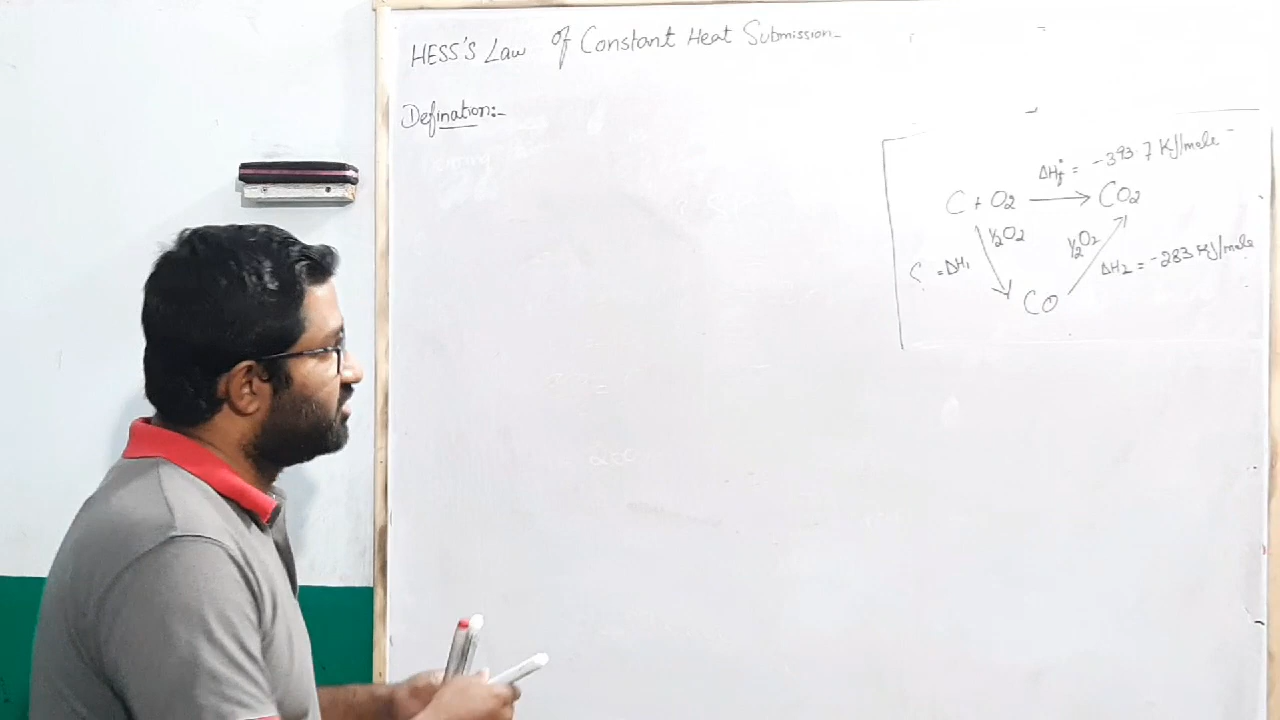 HESS'S Law of Constant Heat Submission
Defination:-
ΔHf° = -393.7 KJ/mole
C + O2 → CO2
½O2
½O2
= ΔH1
ΔH2 = -283 KJ/mole
CO